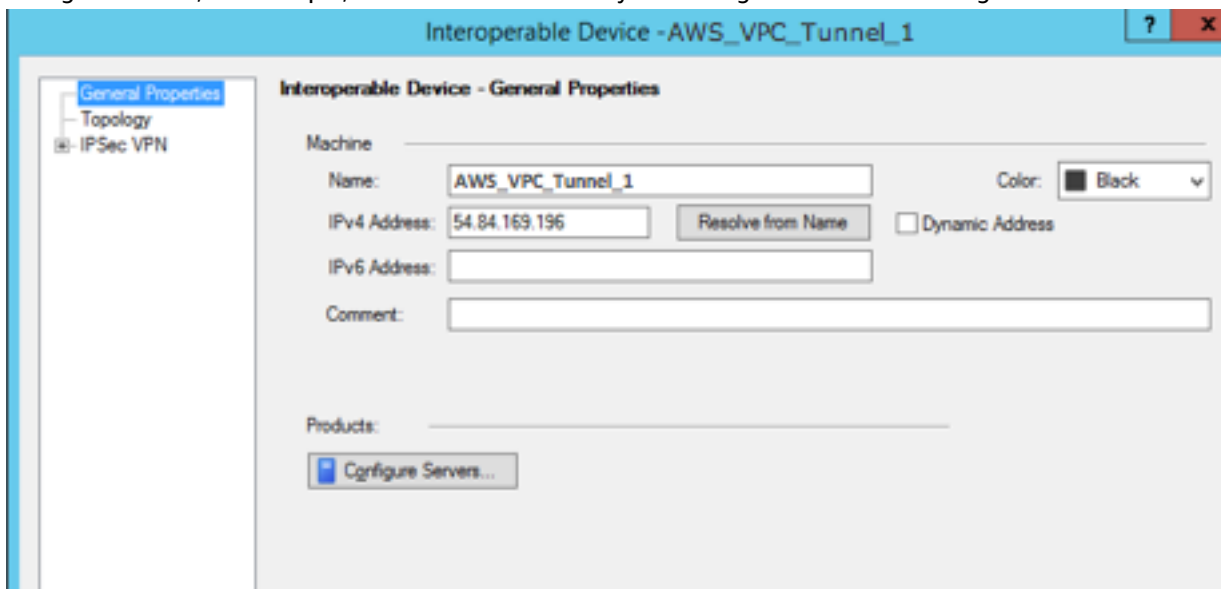 Interoperable Device - AWS_VPC_Tunnel_1
? x
General Properties
Topology
IPSec VPN
Interoperable Device - General Properties
Machine
Name: AWS_VPC_Tunnel_1 Color: Black
IPv4 Address: 54.84.169.196 Resolve from Name Dynamic Address
IPv6 Address:
Comment:
Products:
Configure Servers...